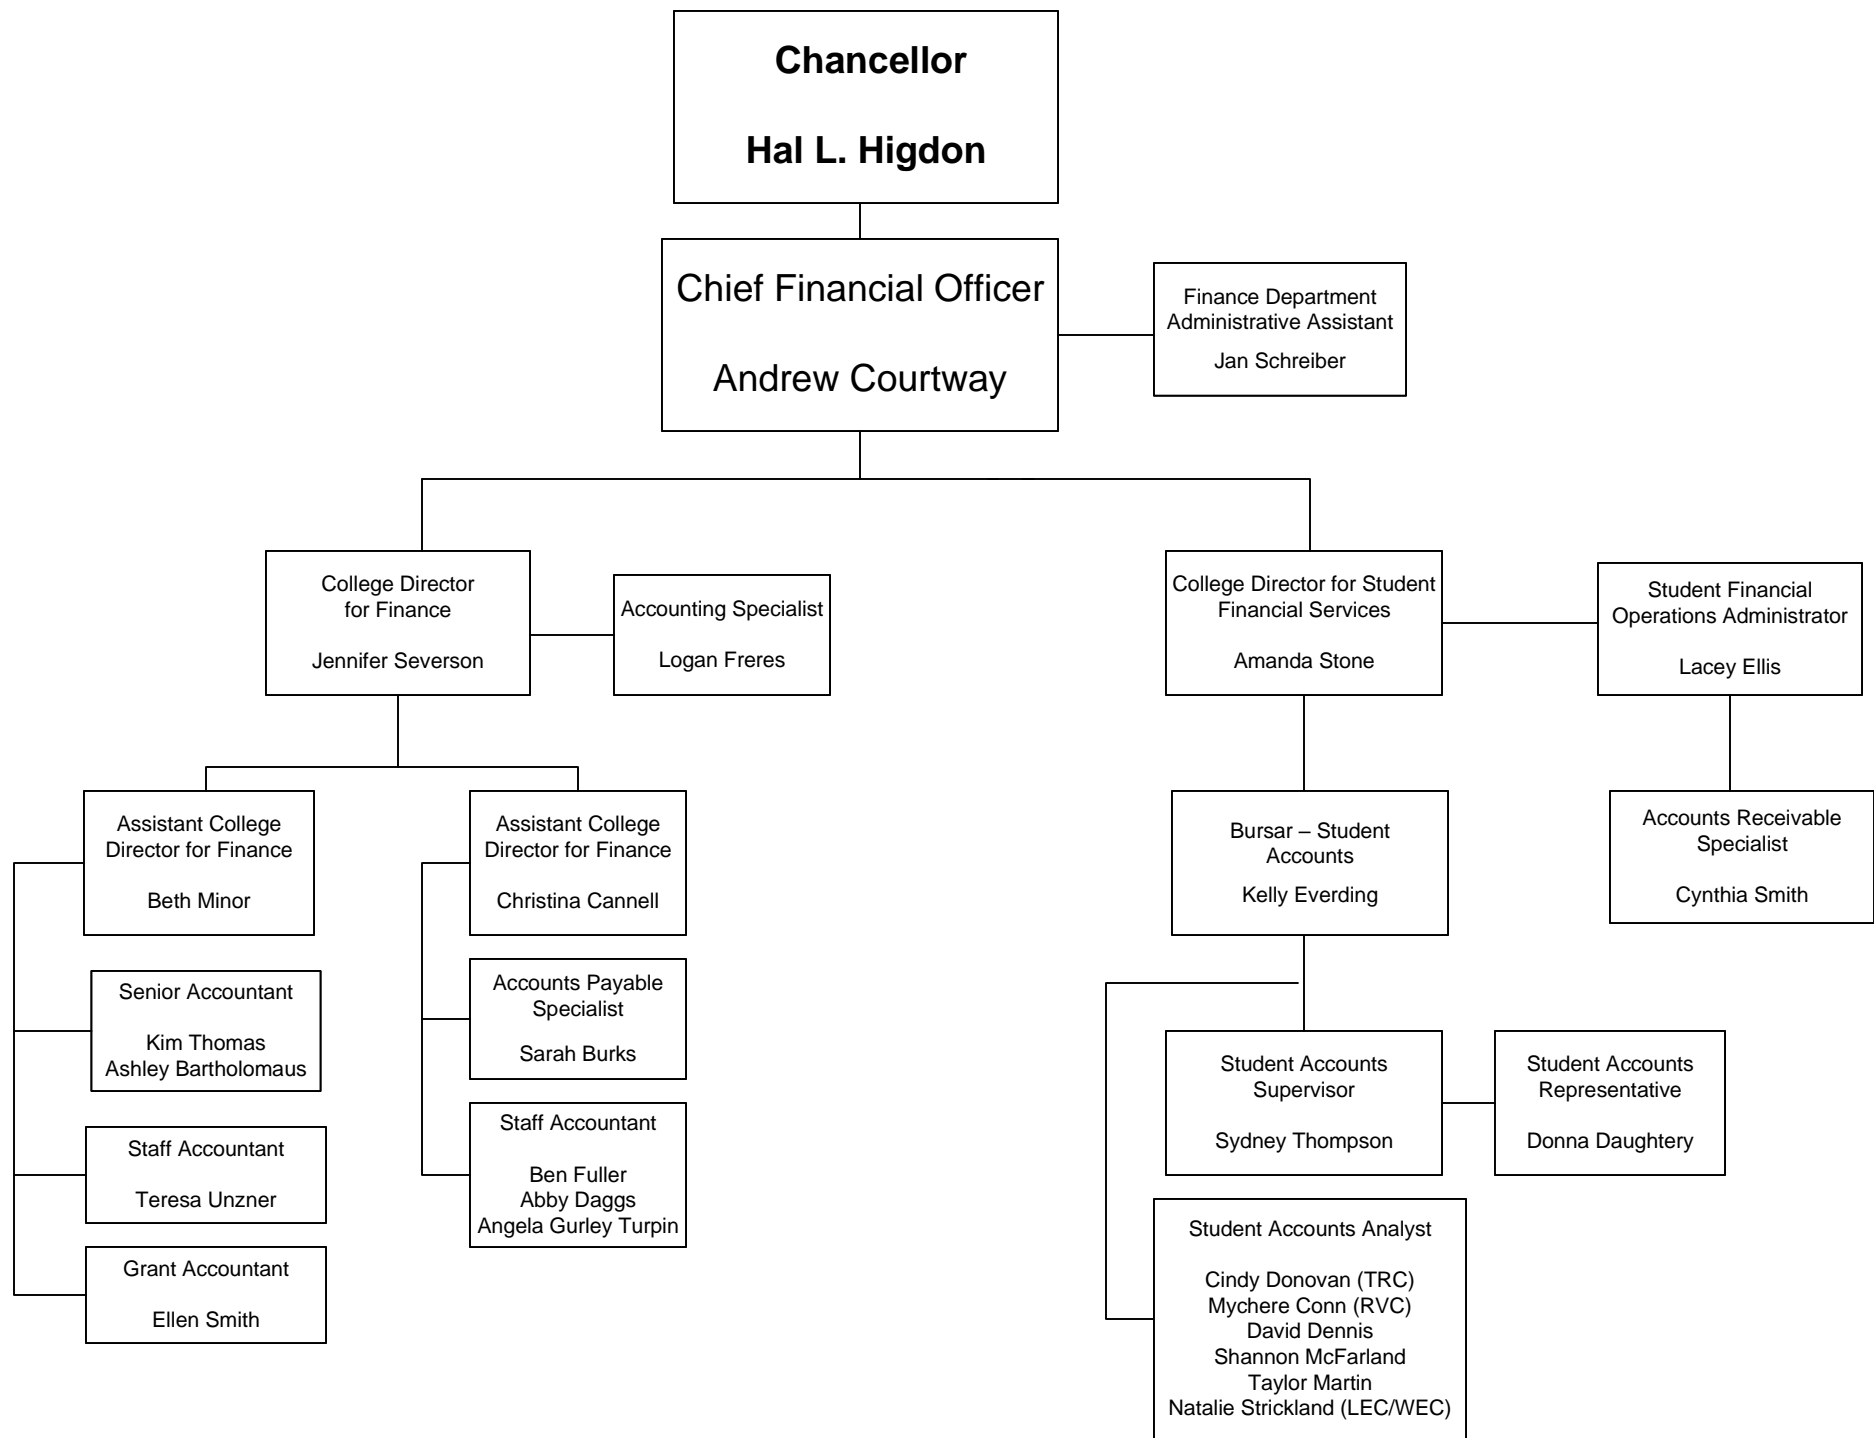 Chancellor
Hal L. Higdon
Chief Financial Officer
Andrew Courtway
Finance Department
Administrative Assistant
Jan Schreiber
College Director
for Finance
Jennifer Severson
Accounting Specialist
Logan Freres
College Director for Student
Financial Services
Amanda Stone
Student Financial
Operations Administrator
Lacey Ellis
Assistant College
Director for Finance
Beth Minor
Assistant College
Director for Finance
Christina Cannell
Bursar – Student
Accounts
Kelly Everding
Accounts Receivable
Specialist
Cynthia Smith
Senior Accountant
Kim Thomas
Ashley Bartholomaus
Accounts Payable
Specialist
Sarah Burks
Student Accounts
Supervisor
Sydney Thompson
Student Accounts
Representative
Donna Daughtery
Staff Accountant
Teresa Unzner
Staff Accountant
Ben Fuller
Abby Daggs
Angela Gurley Turpin
Grant Accountant
Ellen Smith
Student Accounts Analyst
Cindy Donovan (TRC)
Mychere Conn (RVC)
David Dennis
Shannon McFarland
Taylor Martin
Natalie Strickland (LEC/WEC)